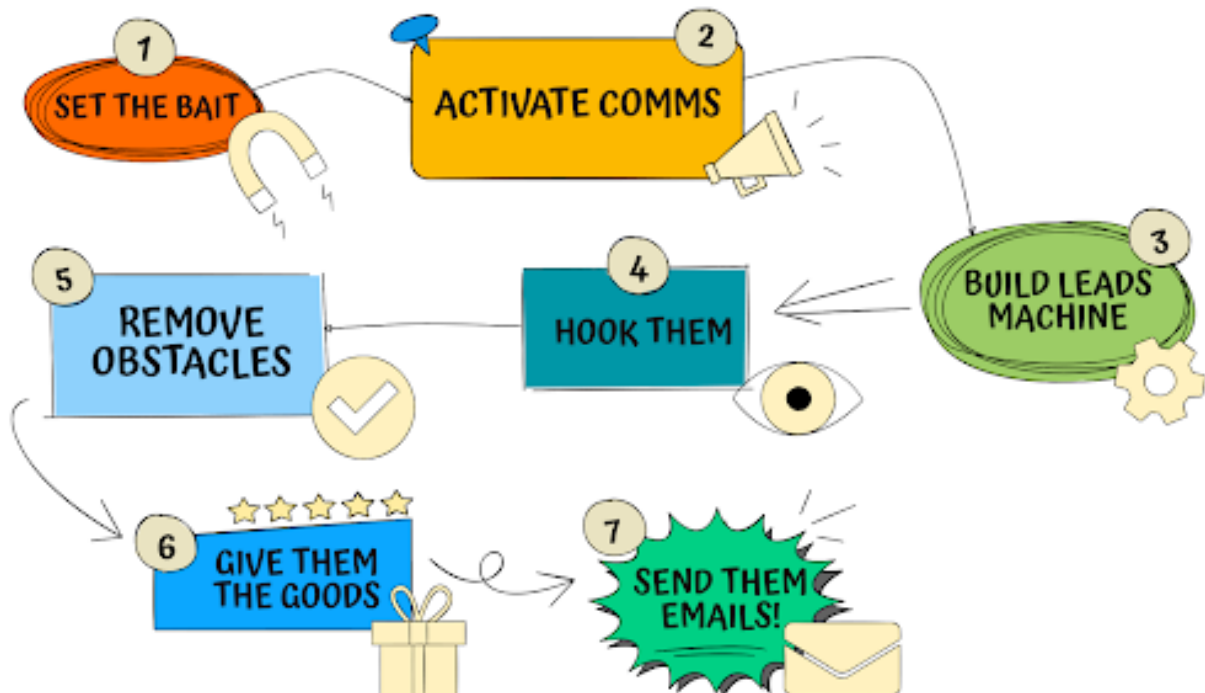 1
SET THE BAIT
2
ACTIVATE COMMS
3
BUILD LEADS
MACHINE
4
HOOK THEM
5
REMOVE
OBSTACLES
6
GIVE THEM
THE GOODS
7
SEND THEM
EMAILS!